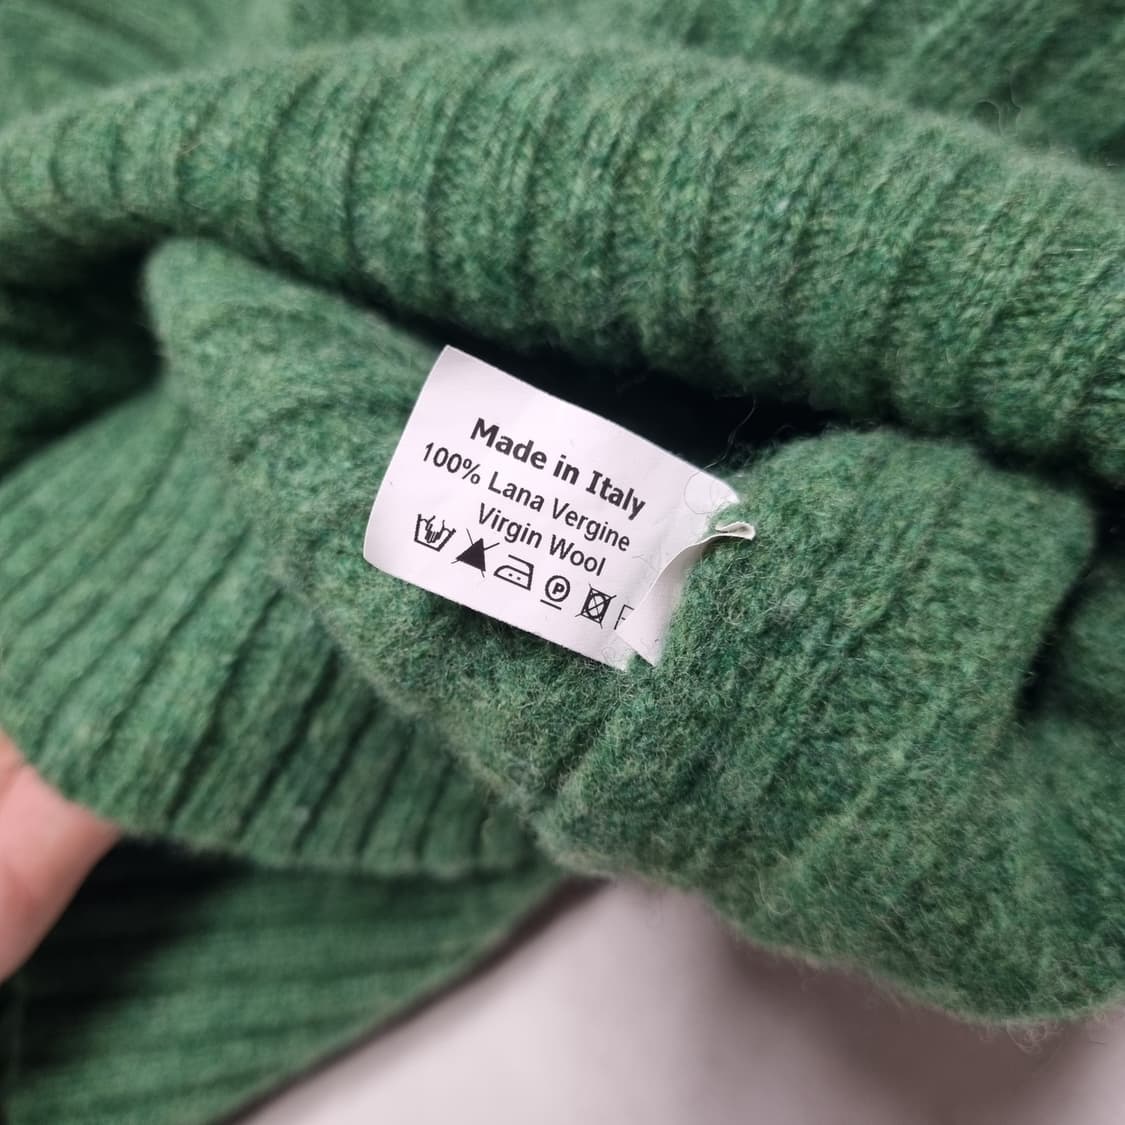 Made in Italy
100% Lana Vergine
Virgin Wool
P